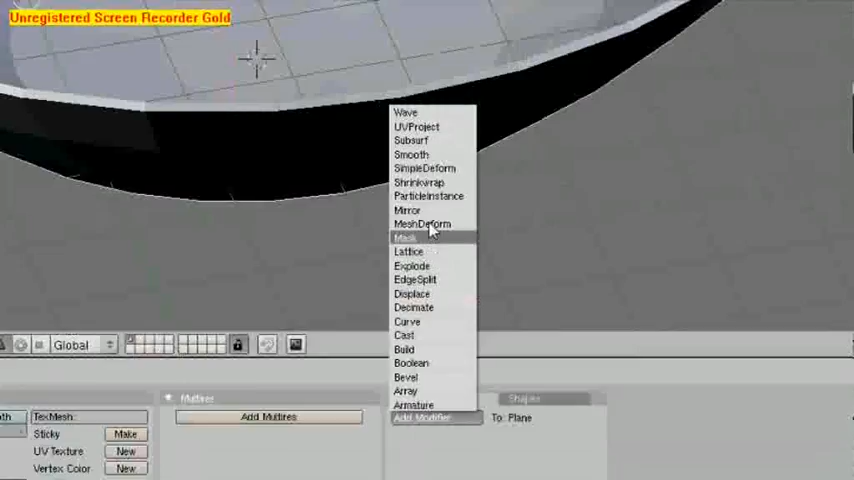 Unregistered Screen Recorder Gold
Wave
UVProject
Subsurf
Smooth
SimpleDeform
Shrinkwrap
ParticleInstance
Mirror
MeshDeform
Mask
Lattice
Explode
EdgeSplit
Displace
Decimate
Curve
Cast
Build
Boolean
Bevel
Array
Armature
Global
Multires
Shapes
TexMesh:
Add Multires
Add Modifier
To: Plane
Sticky
Make
UV Texture
New
Vertex Color
New